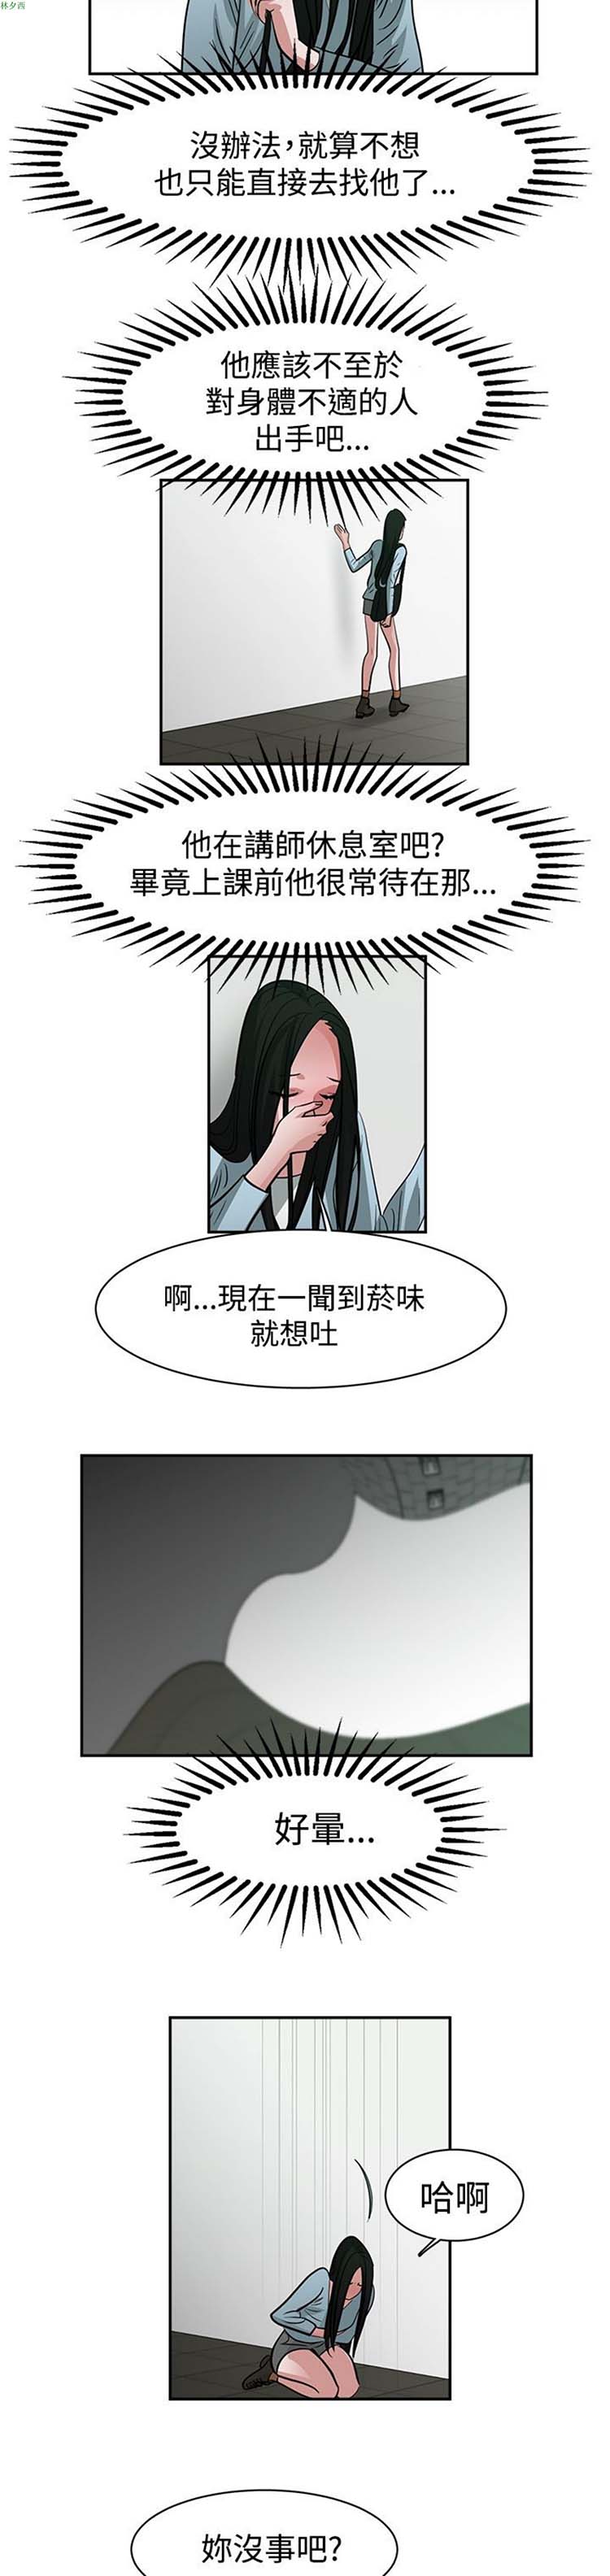 林夕西
沒辦法，就算不想
也只能直接去找他了...
他應該不至於
對身體不適的人
出手吧...
他在講師休息室吧?
畢竟上課前他很常待在那...
啊...現在一聞到菸味
就想吐
好暈...
哈啊
妳沒事吧?